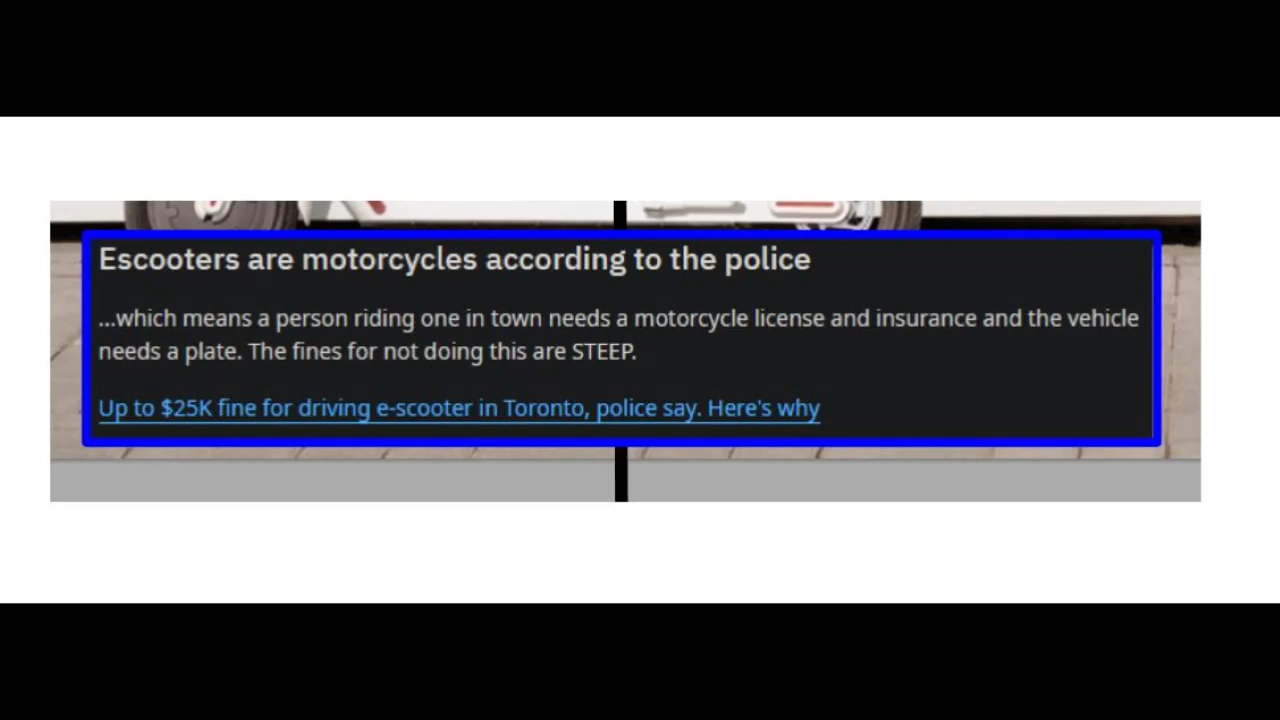 Escooters are motorcycles according to the police
...which means a person riding one in town needs a motorcycle license and insurance and the vehicle
needs a plate. The fines for not doing this are STEEP.
Up to $25K fine for driving e-scooter in Toronto, police say. Here's why